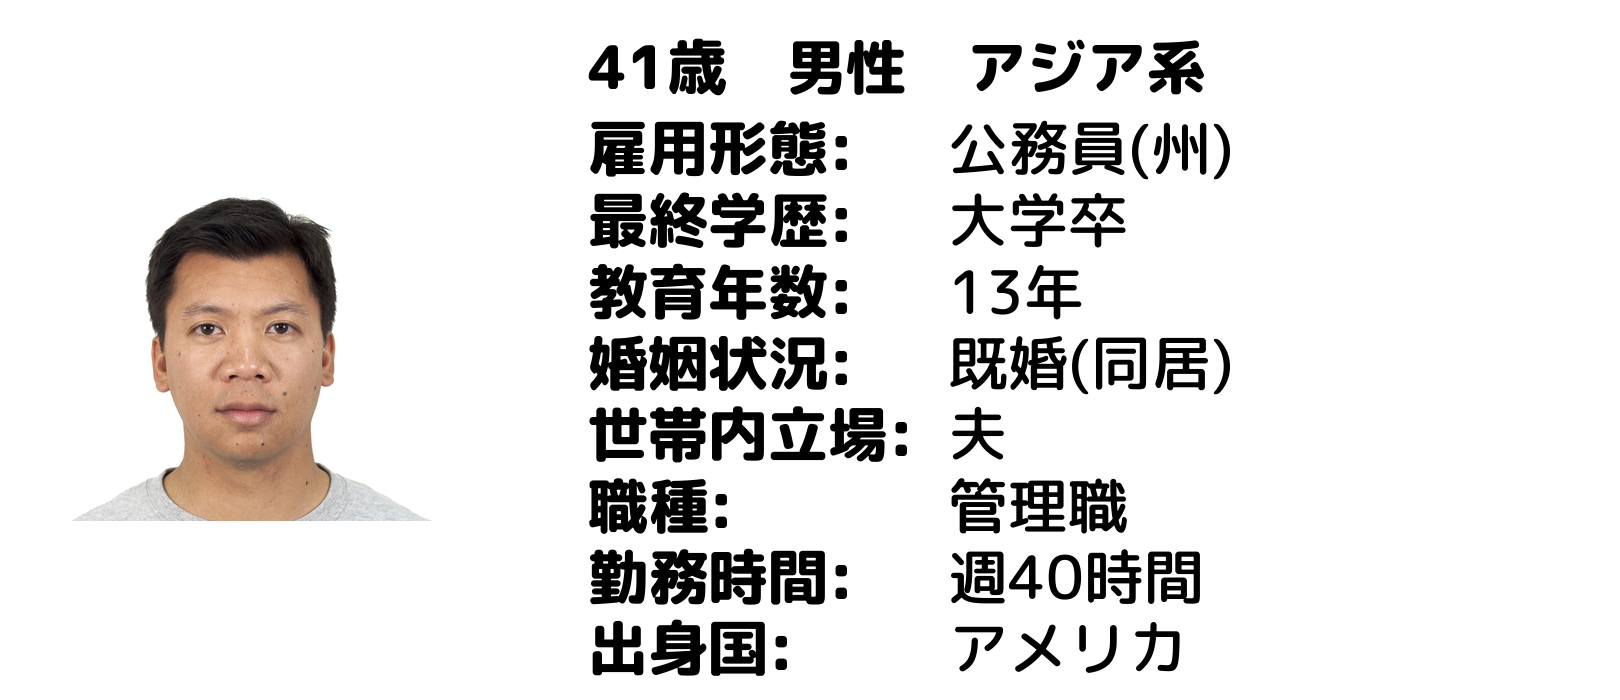 41歳　男性　アジア系
雇用形態: 公務員(州)
最終学歴: 大学卒
教育年数: 13年
婚姻状況: 既婚(同居)
世帯内立場: 夫
職種: 管理職
勤務時間: 週40時間
出身国: アメリカ